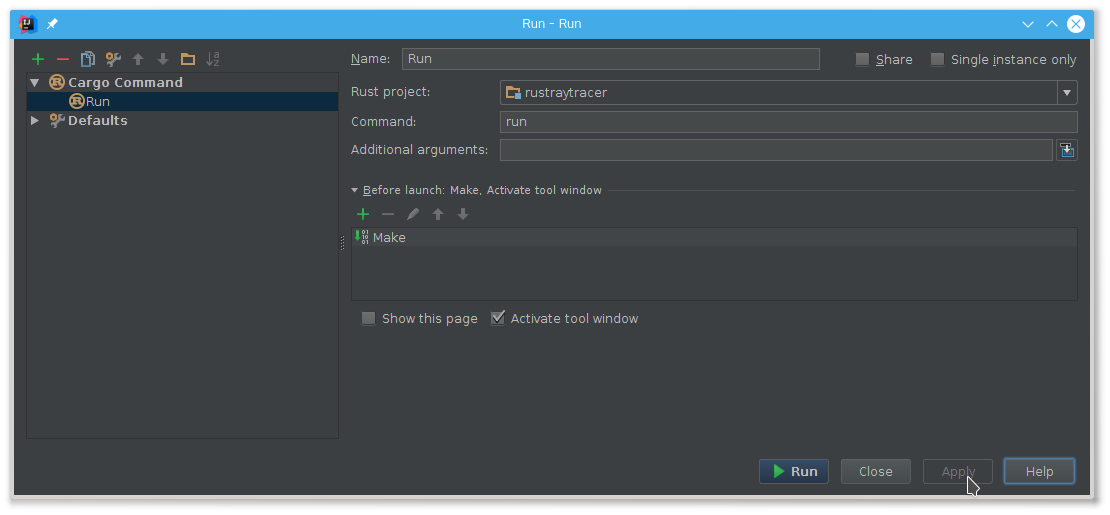 Run - Run
Name: Run Share Single instance only
Cargo Command
Run
Defaults
Rust project: rustraytracer
Command: run
Additional arguments:
Before launch: Make, Activate tool window
Make
Show this page Activate tool window
Run Close Apply Help